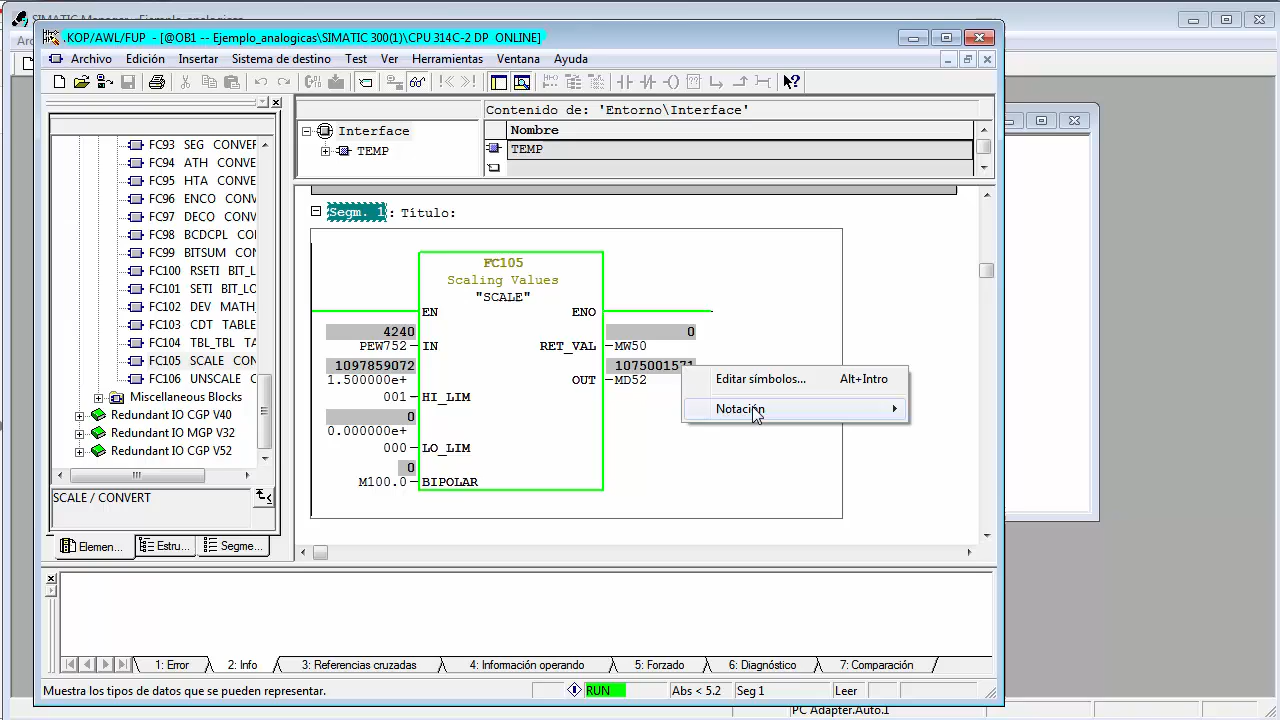 SIMATIC Manager - Ejemplo_analogicas
.KOP/AWL/FUP - [@OB1 -- Ejemplo_analogicas\SIMATIC 300(1)\CPU 314C-2 DP ONLINE]
Archivo Edición Insertar Sistema de destino Test Ver Herramientas Ventana Ayuda
Contenido de: 'Entorno\Interface'
Interface
TEMP
Nombre
TEMP
FC93 SEG CONVER
FC94 ATH CONVE
FC95 HTA CONVE
FC96 ENCO CONV
FC97 DECO CONV
FC98 BCDCPL CO
FC99 BITSUM CON
FC100 RSETI BIT_L
FC101 SETI BIT_LO
FC102 DEV MATH_
FC103 CDT TABLE
FC104 TBL_TBL TA
FC105 SCALE CON
FC106 UNSCALE C
Miscellaneous Blocks
Redundant IO CGP V40
Redundant IO MGP V32
Redundant IO CGP V52
SCALE / CONVERT
Elemen... Estru... Segme...
Segm. 1 : Título:
FC105
Scaling Values
"SCALE"
EN ENO
4240
PEW752 IN
1097859072
1.500000e+
001 HI_LIM
0
0.000000e+
000 LO_LIM
0
M100.0 BIPOLAR
0
RET_VAL MW50
1075001571
OUT MD52
Editar símbolos... Alt+Intro
Notación
1: Error 2: Info 3: Referencias cruzadas 4: Información operando 5: Forzado 6: Diagnóstico 7: Comparación
Muestra los tipos de datos que se pueden representar. RUN Abs < 5.2 Seg 1 Leer
PC Adapter.Auto.1